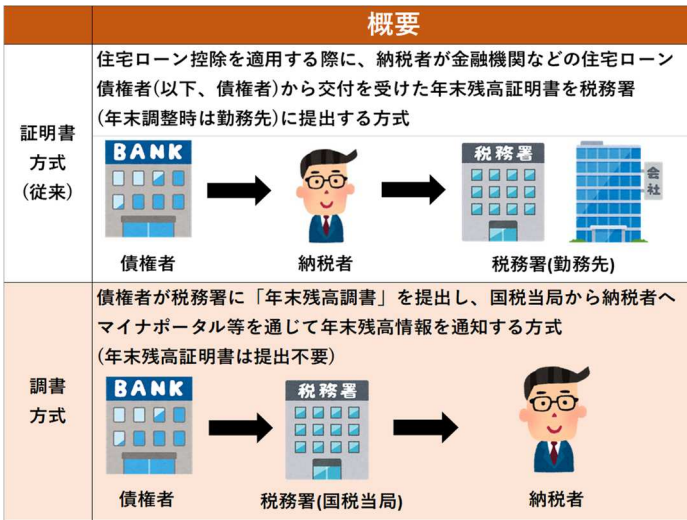 概要
証明書
方式
(従来)
住宅ローン控除を適用する際に、納税者が金融機関などの住宅ローン
債権者(以下、債権者)から交付を受けた年末残高証明書を税務署
(年末調整時は勤務先)に提出する方式
BANK
税務署
会社
債権者
納税者
税務署(勤務先)
調書
方式
債権者が税務署に「年末残高調書」を提出し、国税当局から納税者へ
マイナポータル等を通じて年末残高情報を通知する方式
(年末残高証明書は提出不要)
BANK
税務署
債権者
税務署(国税当局)
納税者